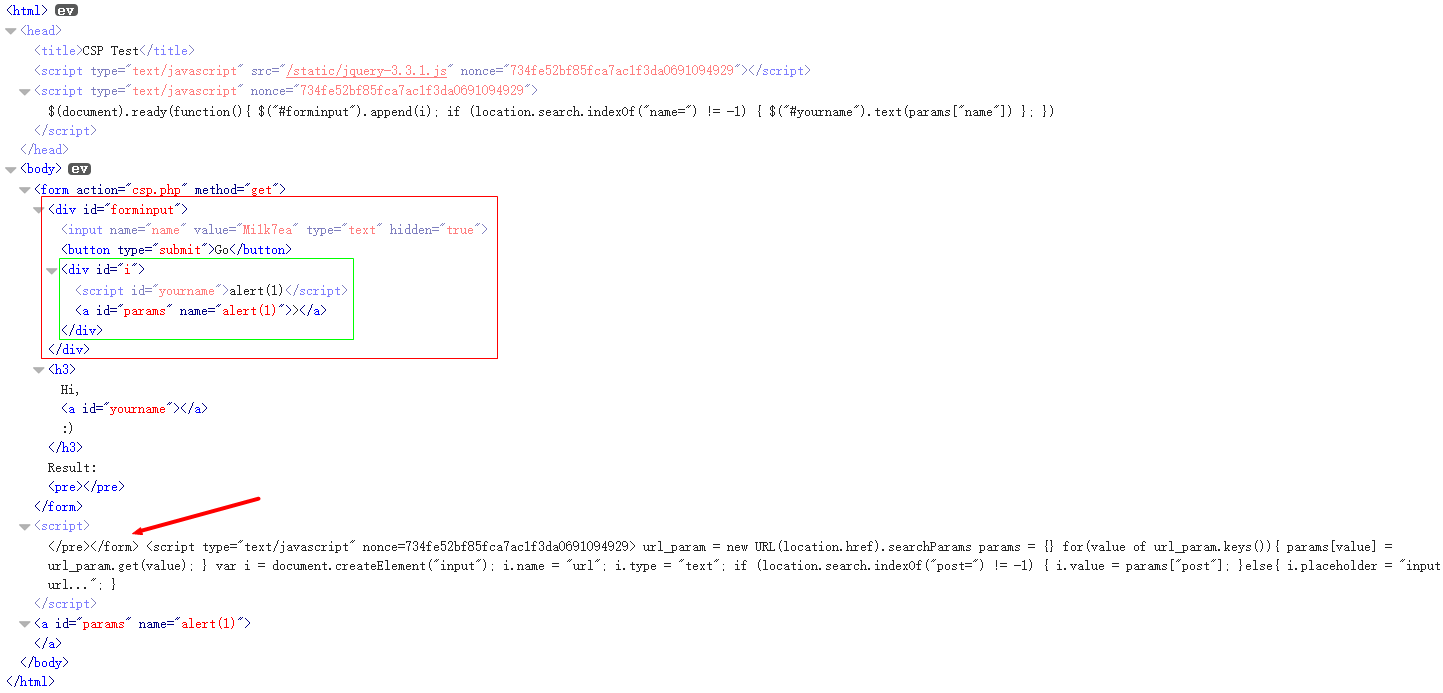 <html> ev
<head>
<title>CSP Test</title>
<script type="text/javascript" src="/static/jquery-3.3.1.js" nonce="734fe52bf85fca7ac1f3da0691094929"></script>
<script type="text/javascript" nonce="734fe52bf85fca7ac1f3da0691094929">
$(document).ready(function(){ $("#forminput").append(i); if (location.search.indexOf("name=") != -1) { $("#yourname").text(params["name"]) }; })
</script>
</head>
<body> ev
<form action="csp.php" method="get">
<div id="forminput">
<input name="name" value="Mi1k7ea" type="text" hidden="true">
<button type="submit">Go</button>
<div id="i">
<script id="yourname">alert(1)</script>
<a id="params" name="alert(1)">></a>
</div>
</div>
<h3>
Hi,
<a id="yourname"></a>
:)
</h3>
Result:
<pre></pre>
</form>
<script>
</pre></form> <script type="text/javascript" nonce=734fe52bf85fca7ac1f3da0691094929> url_param = new URL(location.href).searchParams params = {} for(value of url_param.keys()){ params[value] =
url_param.get(value); } var i = document.createElement("input"); i.name = "url"; i.type = "text"; if (location.search.indexOf("post=") != -1) { i.value = params["post"]; }else{ i.placeholder = "input
url..."; }
</script>
<a id="params" name="alert(1)">
</a>
</body>
</html>